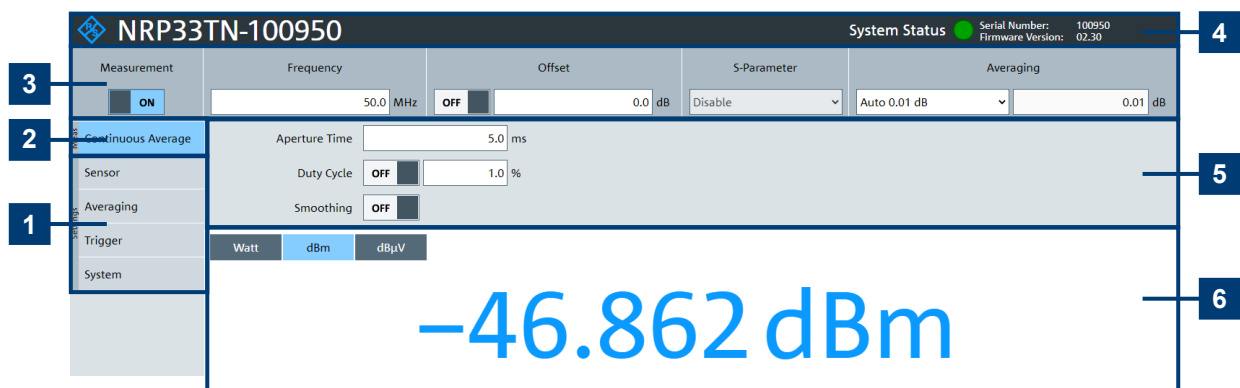 R&S NRP33TN-100950 System Status Serial Number: 100950
Firmware Version: 02.30
4
Measurement Frequency Offset S-Parameter Averaging
3
ON 50.0 MHz OFF 0.0 dB Disable Auto 0.01 dB 0.01 dB
2
Meas
Continuous Average
Aperture Time 5.0 ms
Sensor
Duty Cycle OFF 1.0 %
5
Settings
Averaging
Smoothing OFF
1
Trigger
Watt dBm dBµV
System
−46.862 dBm
6